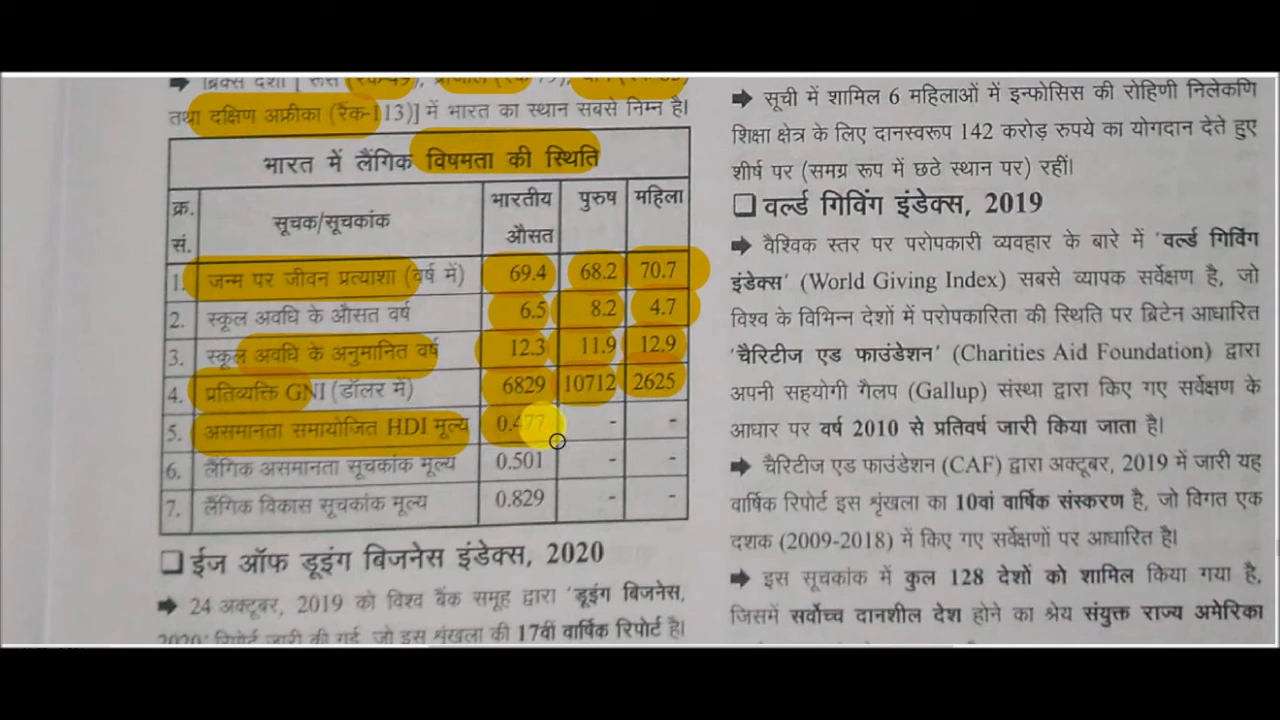 ➡ ब्रिक्स देशों [ रूस
तथा दक्षिण अफ्रीका (रैंक-113)] में भारत का स्थान सबसे निम्न है।
भारत में लैंगिक विषमता की स्थिति
क्र. सं. सूचक/सूचकांक भारतीय औसत पुरुष महिला
1. जन्म पर जीवन प्रत्याशा (वर्ष में) 69.4 68.2 70.7
2. स्कूल अवधि के औसत वर्ष 6.5 8.2 4.7
3. स्कूल अवधि के अनुमानित वर्ष 12.3 11.9 12.9
4. प्रतिव्यक्ति GNI (डॉलर में) 6829 10712 2625
5. असमानता समायोजित HDI मूल्य 0.477 - -
6. लैंगिक असमानता सूचकांक मूल्य 0.501 - -
7. लैंगिक विकास सूचकांक मूल्य 0.829 - -
❑ ईज ऑफ डूइंग बिजनेस इंडेक्स, 2020
➡ 24 अक्टूबर, 2019 को विश्व बैंक समूह द्वारा 'डूइंग बिजनेस,
2020' रिपोर्ट जारी की गई, जो इस शृंखला की 17वीं वार्षिक रिपोर्ट है।
➡ सूची में शामिल 6 महिलाओं में इन्फोसिस की रोहिणी निलेकणि
शिक्षा क्षेत्र के लिए दानस्वरूप 142 करोड़ रुपये का योगदान देते हुए
शीर्ष पर (समग्र रूप में छठे स्थान पर) रहीं।
❑ वर्ल्ड गिविंग इंडेक्स, 2019
➡ वैश्विक स्तर पर परोपकारी व्यवहार के बारे में 'वर्ल्ड गिविंग
इंडेक्स' (World Giving Index) सबसे व्यापक सर्वेक्षण है, जो
विश्व के विभिन्न देशों में परोपकारिता की स्थिति पर ब्रिटेन आधारित
'चैरिटीज एड फाउंडेशन' (Charities Aid Foundation) द्वारा
अपनी सहयोगी गैलप (Gallup) संस्था द्वारा किए गए सर्वेक्षण के
आधार पर वर्ष 2010 से प्रतिवर्ष जारी किया जाता है।
➡ चैरिटीज एड फाउंडेशन (CAF) द्वारा अक्टूबर, 2019 में जारी यह
वार्षिक रिपोर्ट इस शृंखला का 10वां वार्षिक संस्करण है, जो विगत एक
दशक (2009-2018) में किए गए सर्वेक्षणों पर आधारित है।
➡ इस सूचकांक में कुल 128 देशों को शामिल किया गया है,
जिसमें सर्वोच्च दानशील देश होने का श्रेय संयुक्त राज्य अमेरिका